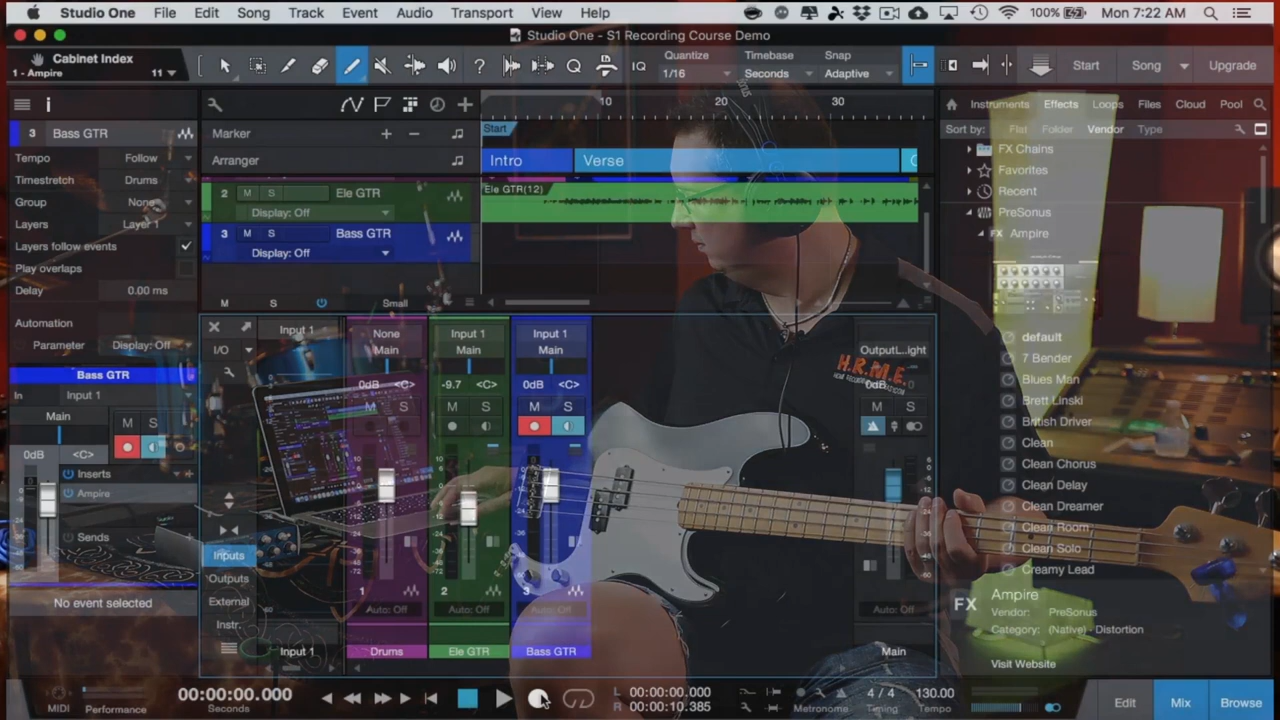 Studio One File Edit Song Track Event Audio Transport View Help 100% Mon 7:22 AM
Studio One - S1 Recording Course Demo
Cabinet Index
1 - Ampire 11
? Q IQ
Quantize Timebase Snap
1/16 Seconds Adaptive
Start Song Upgrade
i
3 Bass GTR
Tempo Follow
Timestretch Drums
Group None
Layers Layer 1
Layers follow events
Play overlaps
Delay 0.00 ms
Automation
Parameter Display: Off
Bass GTR
In Input 1
Main
M S
0dB <C>
Inserts
Ampire
Sends
No event selected
10 20 30
Marker
Start
Arranger
Intro Verse
2 M S Ele GTR
Display: Off
Ele GTR(12)
3 M S Bass GTR
Display: Off
M S Small
I/O
Input 1
Inputs
Outputs
External
Instr.
Input 1
None Input 1 Input 1
Main Main Main
0dB <C> -9.7 <C> 0dB <C>
M S M S M S
1 2 3
Auto: Off Auto: Off Auto: Off
Drums Ele GTR Bass GTR
H.R.M.E.
M S
Auto: Off
Main
Instruments Effects Loops Files Cloud Pool
Sort by: Flat Folder Vendor Type
FX Chains
Favorites
Recent
PreSonus
FX Ampire
default
7 Bender
Blues Man
Brett Linski
British Driver
Clean
Clean Chorus
Clean Delay
Clean Dreamer
Clean Room
Clean Solo
Creamy Lead
FX Ampire
Vendor: PreSonus
Category: (Native) Distortion
Visit Website
MIDI Performance
00:00:00.000
Seconds
L 00:00:00.000
R 00:00:10.385
Metronome
4 / 4
Timing
130.00
Tempo
Edit Mix Browse